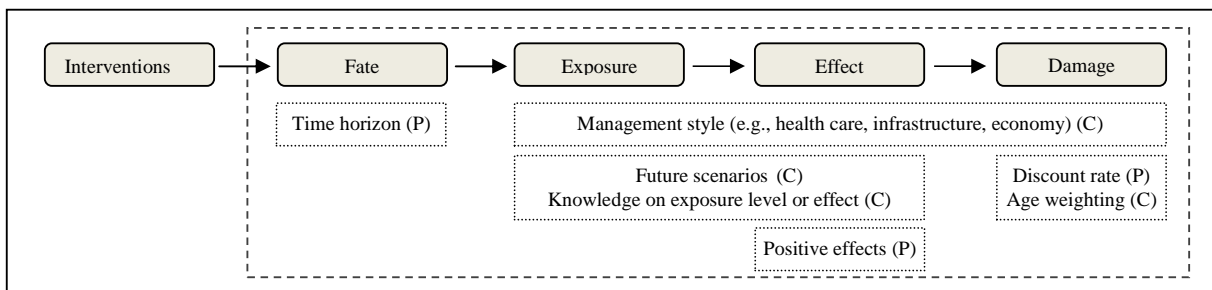 Interventions
Fate
Exposure
Effect
Damage
Time horizon (P)
Management style (e.g., health care, infrastructure, economy) (C)
Future scenarios (C)
Knowledge on exposure level or effect (C)
Discount rate (P)
Age weighting (C)
Positive effects (P)